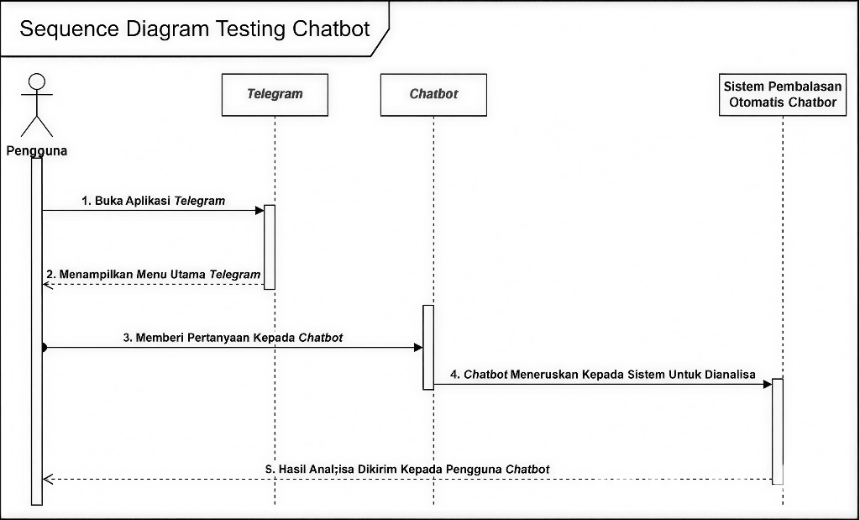 Sequence Diagram Testing Chatbot
Telegram
Chatbot
Sistem Pembalasan
Otomatis Chatbor
Pengguna
1. Buka Aplikasi Telegram
2. Menampilkan Menu Utama Telegram
3. Memberi Pertanyaan Kepada Chatbot
4. Chatbot Meneruskan Kepada Sistem Untuk Dianalisa
S. Hasil Anal;isa Dikirim Kepada Pengguna Chatbot